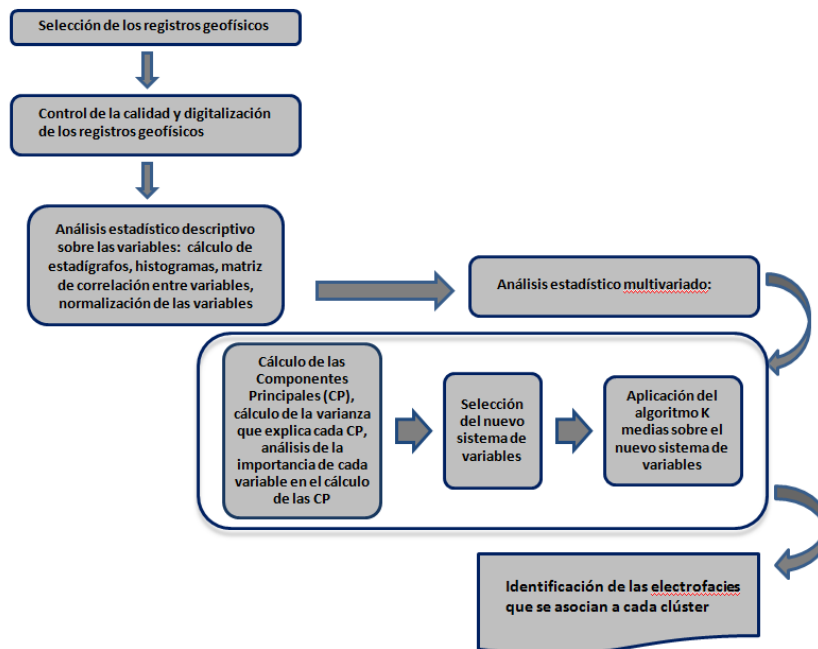 Selección de los registros geofísicos
Control de la calidad y digitalización
de los registros geofísicos
Análisis estadístico descriptivo
sobre las variables: cálculo de
estadígrafos, histogramas, matriz
de correlación entre variables,
normalización de las variables
Análisis estadístico multivariado:
Cálculo de las
Componentes
Principales (CP),
cálculo de la varianza
que explica cada CP,
análisis de la
importancia de cada
variable en el cálculo
de las CP
Selección
del nuevo
sistema de
variables
Aplicación del
algoritmo K
medias sobre el
nuevo sistema de
variables
Identificación de las electrofacies
que se asocian a cada clúster